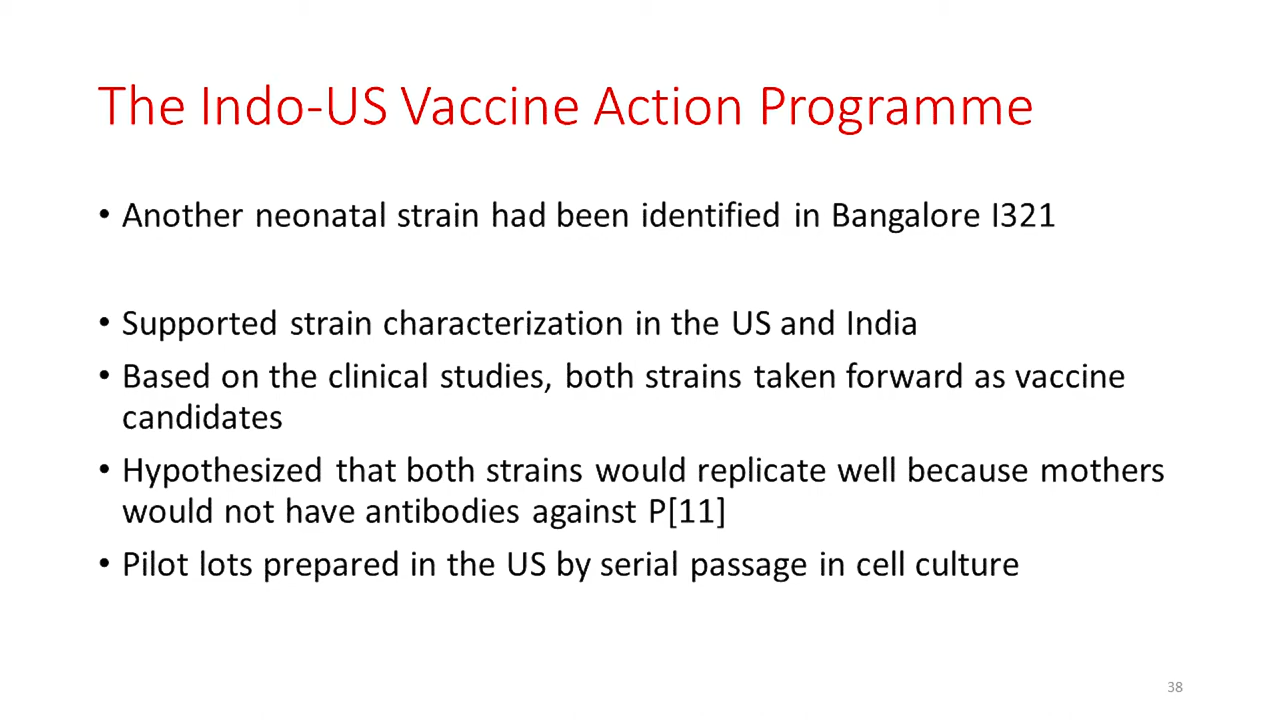 The Indo-US Vaccine Action Programme
• Another neonatal strain had been identified in Bangalore I321
• Supported strain characterization in the US and India
• Based on the clinical studies, both strains taken forward as vaccine
candidates
• Hypothesized that both strains would replicate well because mothers
would not have antibodies against P[11]
• Pilot lots prepared in the US by serial passage in cell culture
38